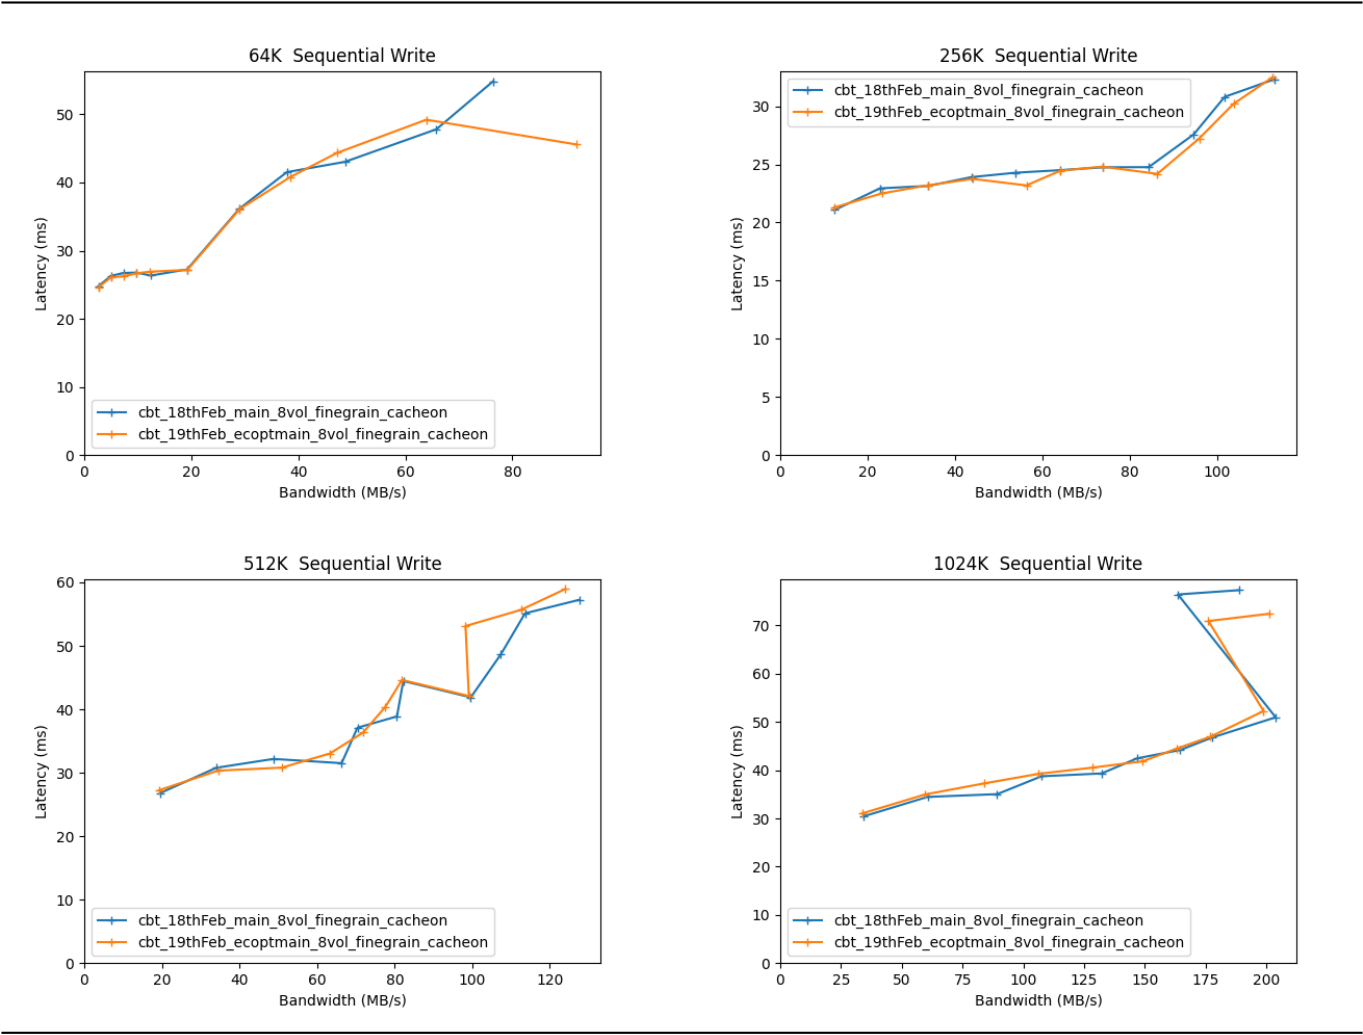 64K  Sequential Write
50
40
30
20
10
0
Latency (ms)
cbt_18thFeb_main_8vol_finegrain_cacheon
cbt_19thFeb_ecoptmain_8vol_finegrain_cacheon
0 20 40 60 80
Bandwidth (MB/s)
256K  Sequential Write
cbt_18thFeb_main_8vol_finegrain_cacheon
cbt_19thFeb_ecoptmain_8vol_finegrain_cacheon
30
25
20
15
10
5
0
Latency (ms)
0 20 40 60 80 100
Bandwidth (MB/s)
512K  Sequential Write
60
50
40
30
20
10
0
Latency (ms)
cbt_18thFeb_main_8vol_finegrain_cacheon
cbt_19thFeb_ecoptmain_8vol_finegrain_cacheon
0 20 40 60 80 100 120
Bandwidth (MB/s)
1024K  Sequential Write
70
60
50
40
30
20
10
0
Latency (ms)
cbt_18thFeb_main_8vol_finegrain_cacheon
cbt_19thFeb_ecoptmain_8vol_finegrain_cacheon
0 25 50 75 100 125 150 175 200
Bandwidth (MB/s)